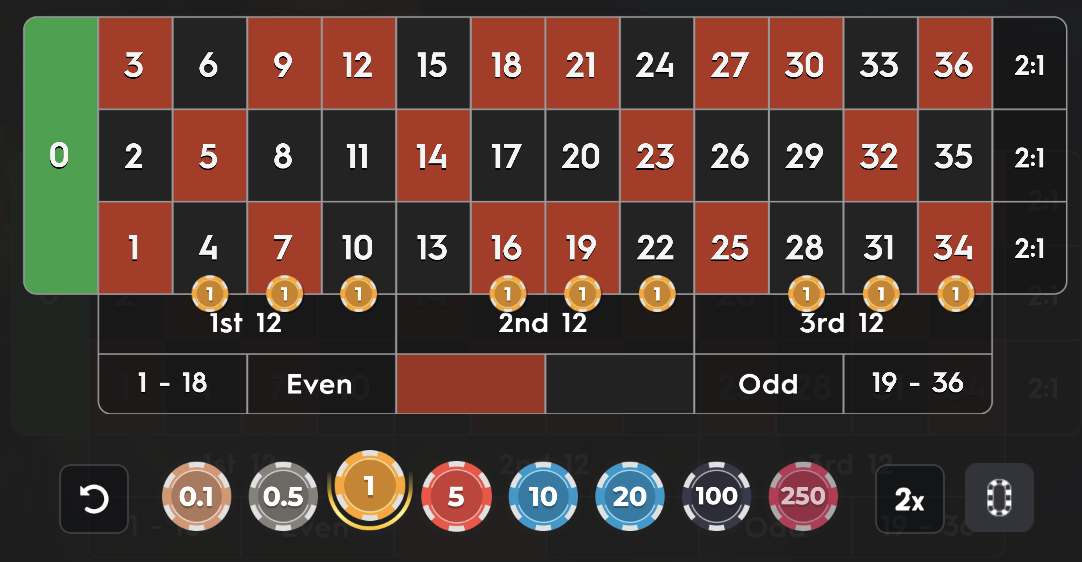 3 6 9 12 15 18 21 24 27 30 33 36 2:1
0 2 5 8 11 14 17 20 23 26 29 32 35 2:1
1 4 7 10 13 16 19 22 25 28 31 34 2:1
1 1 1 1 1 1 1 1 1
1st 12 2nd 12 3rd 12
1 - 18 Even Odd 19 - 36
0.1 0.5 1 5 10 20 100 250 2x